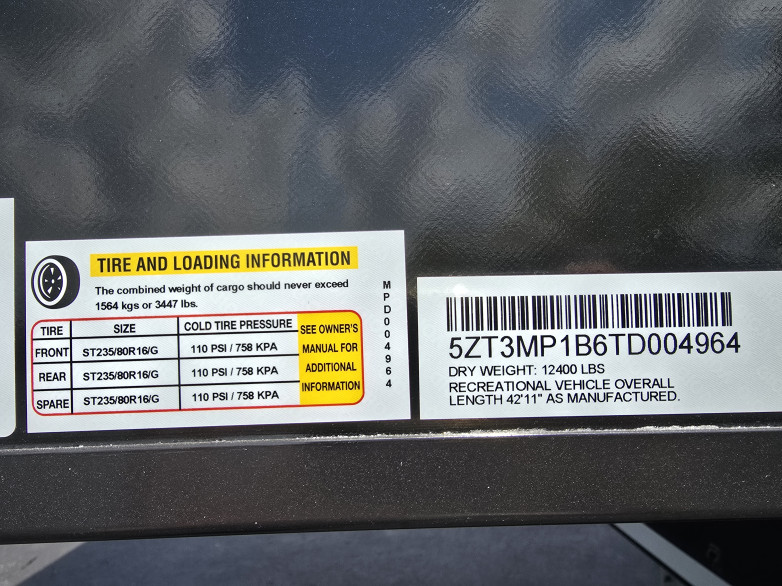 TIRE AND LOADING INFORMATION
The combined weight of cargo should never exceed
1564 kgs or 3447 lbs.
TIRE SIZE COLD TIRE PRESSURE SEE OWNER'S MANUAL FOR ADDITIONAL INFORMATION
FRONT ST235/80R16/G 110 PSI / 758 KPA
REAR ST235/80R16/G 110 PSI / 758 KPA
SPARE ST235/80R16/G 110 PSI / 758 KPA
MPD004964
5ZT3MP1B6TD004964
DRY WEIGHT: 12400 LBS
RECREATIONAL VEHICLE OVERALL
LENGTH 42'11" AS MANUFACTURED.